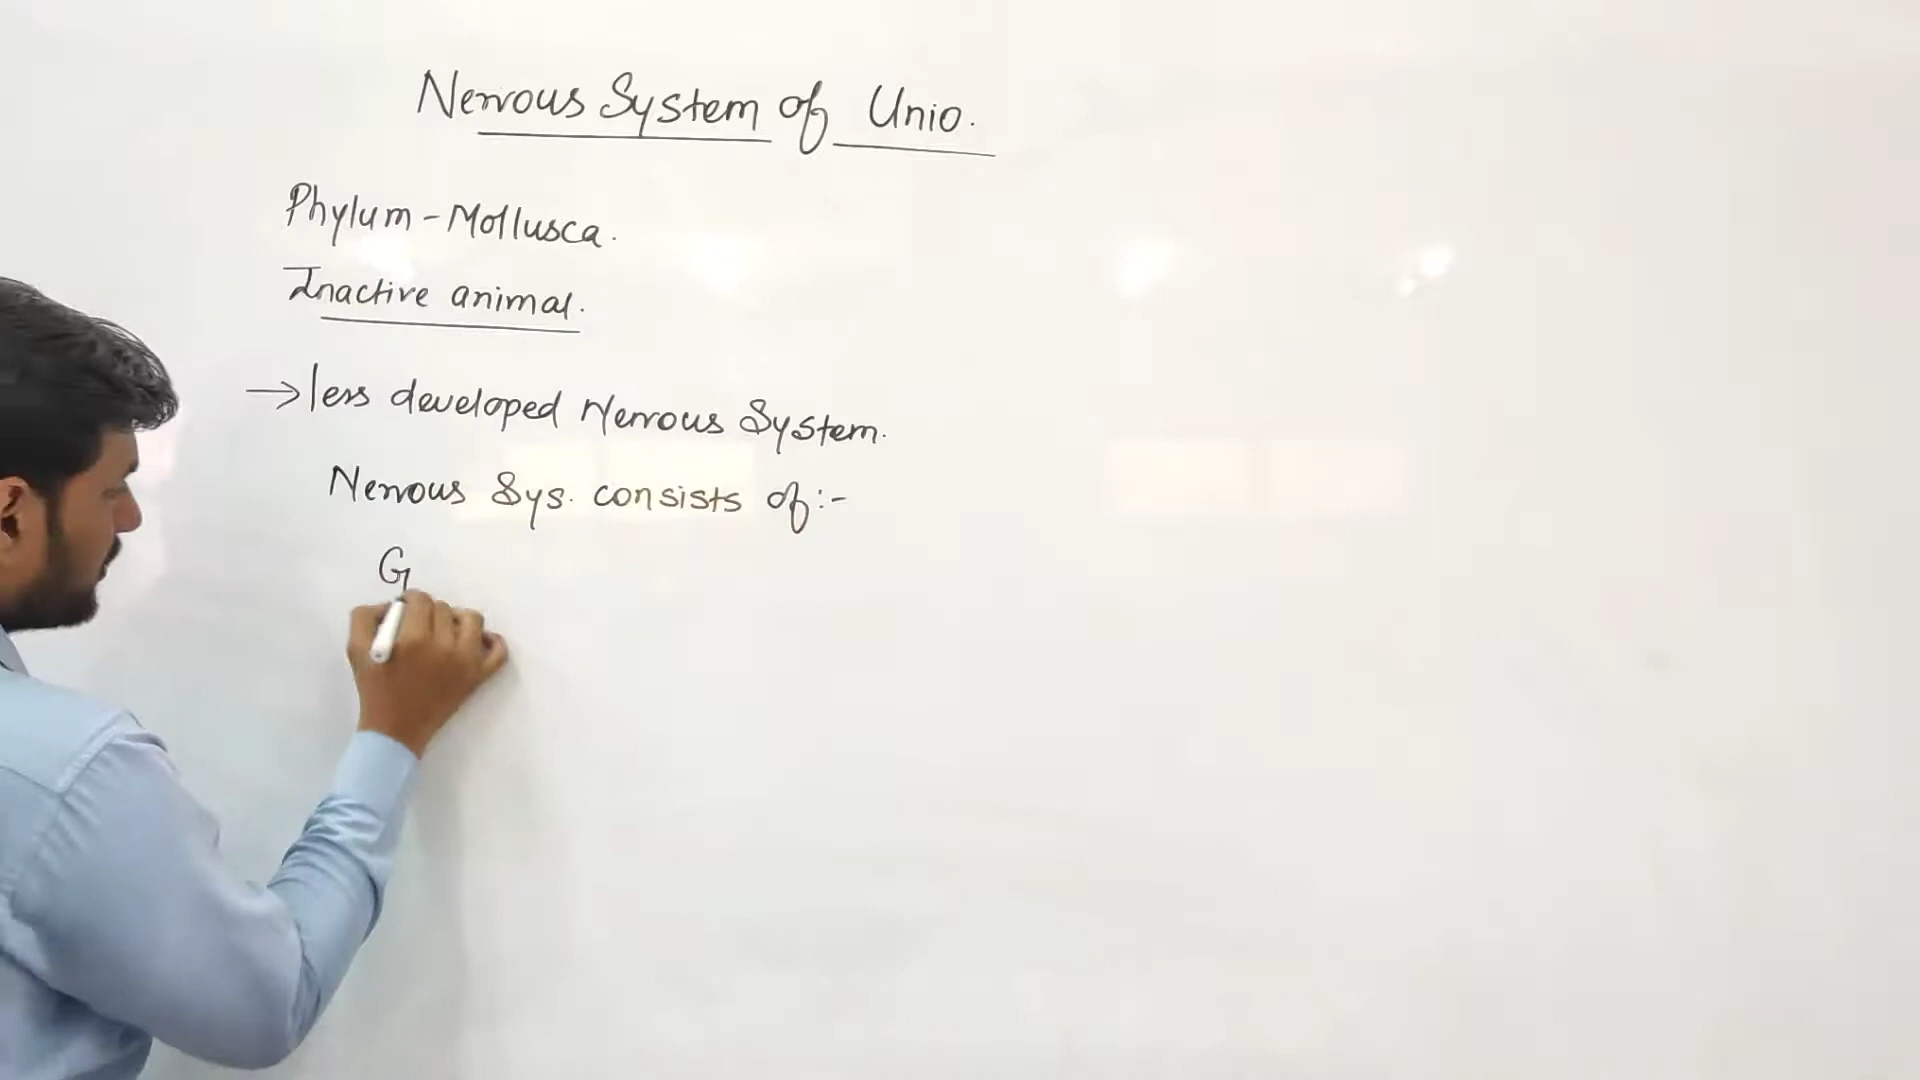 Nervous System of Unio.
Phylum - Mollusca.
Inactive animal.
→ less developed Nervous System.
Nervous Sys. consists of :-
G